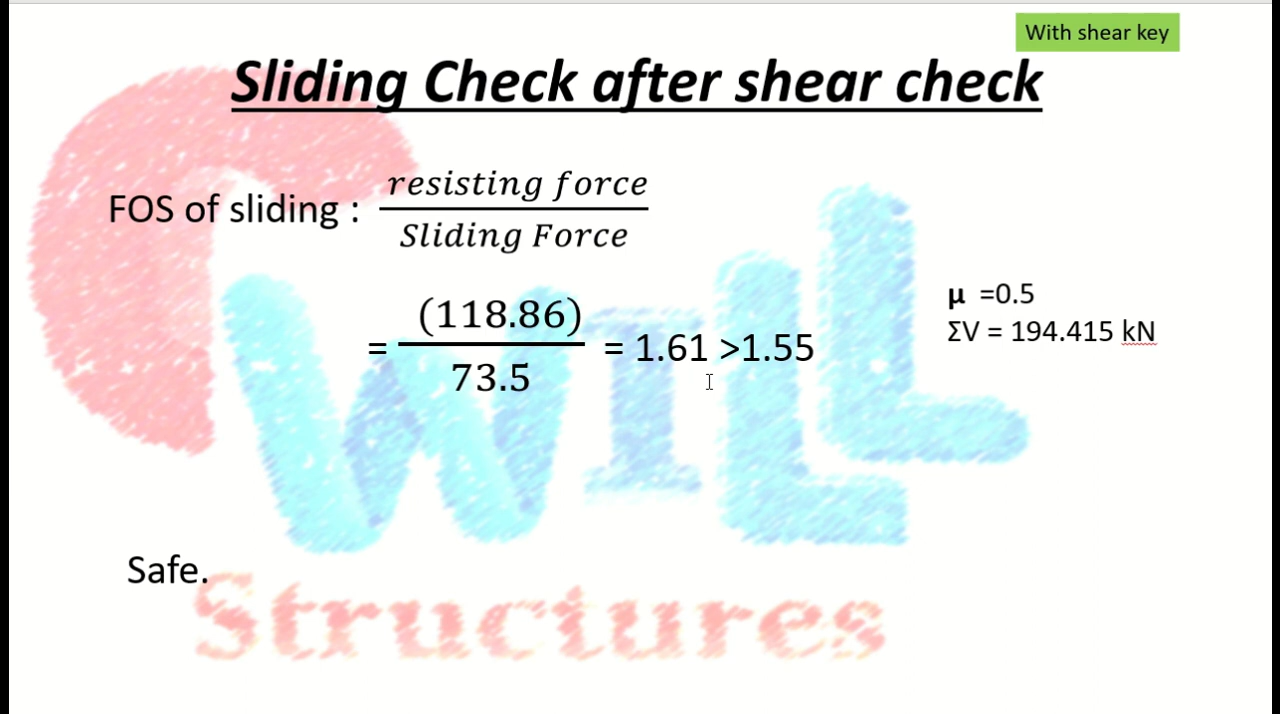 With shear key
Sliding Check after shear check
FOS of sliding : resisting force / Sliding Force
= (118.86) / 73.5 = 1.61 >1.55
μ =0.5
ΣV = 194.415 kN
Safe.
CWILL
Structures